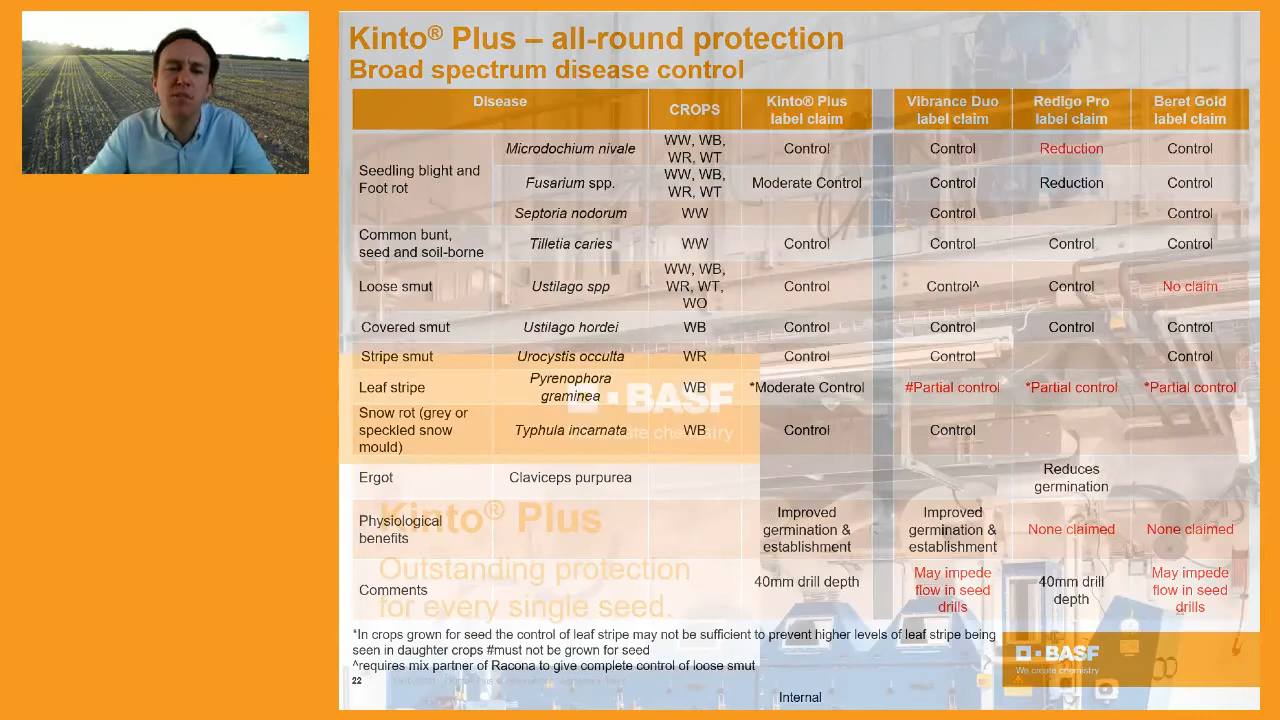 Kinto® Plus – all-round protection
Broad spectrum disease control
Disease CROPS Kinto® Plus label claim Vibrance Duo label claim Redigo Pro label claim Beret Gold label claim
Seedling blight and Foot rot
Microdochium nivale WW, WB, WR, WT Control Control Reduction Control
Fusarium spp. WW, WB, WR, WT Moderate Control Control Reduction Control
Septoria nodorum WW Control Control
Common bunt, seed and soil-borne Tilletia caries WW Control Control Control Control
Loose smut Ustilago spp WW, WB, WR, WT, WO Control Control^ Control No claim
Covered smut Ustilago hordei WB Control Control Control Control
Stripe smut Urocystis occulta WR Control Control Control
Leaf stripe Pyrenophora graminea WB *Moderate Control #Partial control *Partial control *Partial control
Snow rot (grey or speckled snow mould) Typhula incarnata WB Control Control
Ergot Claviceps purpurea Reduces germination
Physiological benefits Improved germination & establishment Improved germination & establishment None claimed None claimed
Comments 40mm drill depth May impede flow in seed drills 40mm drill depth May impede flow in seed drills
BASF
We create chemistry
Kinto® Plus
Outstanding protection
for every single seed.
*In crops grown for seed the control of leaf stripe may not be sufficient to prevent higher levels of leaf stripe being
seen in daughter crops #must not be grown for seed
^requires mix partner of Racona to give complete control of loose smut
BASF
We create chemistry
22
Internal